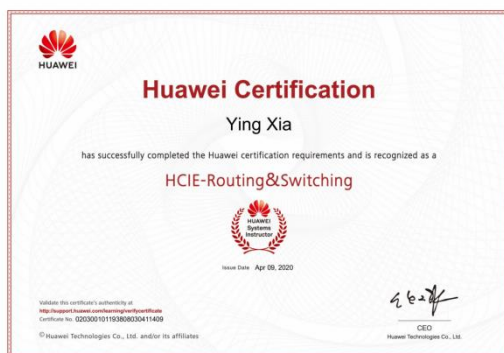 HUAWEI
Huawei Certification
Ying Xia
has successfully completed the Huawei certification requirements and is recognized as a
HCIE-Routing&Switching
HUAWEI
Systems
Instructor
Issue Date Apr 09, 2020
Validate this certificate's authenticity at
http://support.huawei.com/learning/verifycertificate
Certificate No. 020300101193808030411409
CEO
© Huawei Technologies Co., Ltd. and/or its affiliates
Huawei Technologies Co., Ltd.